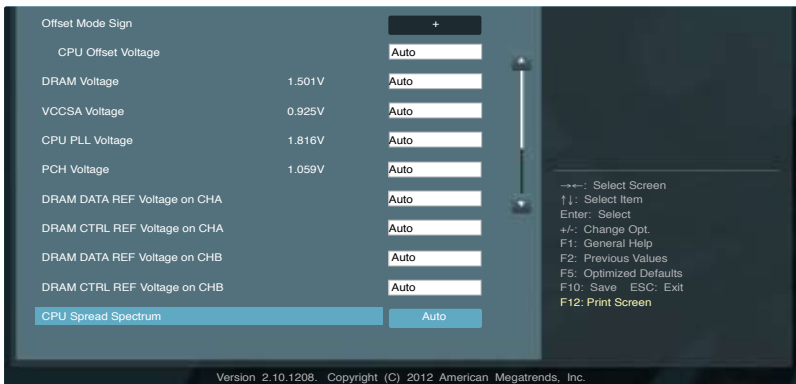 Offset Mode Sign +
CPU Offset Voltage Auto
DRAM Voltage 1.501V Auto
VCCSA Voltage 0.925V Auto
CPU PLL Voltage 1.816V Auto
PCH Voltage 1.059V Auto
DRAM DATA REF Voltage on CHA Auto
DRAM CTRL REF Voltage on CHA Auto
DRAM DATA REF Voltage on CHB Auto
DRAM CTRL REF Voltage on CHB Auto
CPU Spread Spectrum Auto
→←: Select Screen
↑↓: Select Item
Enter: Select
+/-: Change Opt.
F1: General Help
F2: Previous Values
F5: Optimized Defaults
F10: Save ESC: Exit
F12: Print Screen
Version 2.10.1208. Copyright (C) 2012 American Megatrends, Inc.